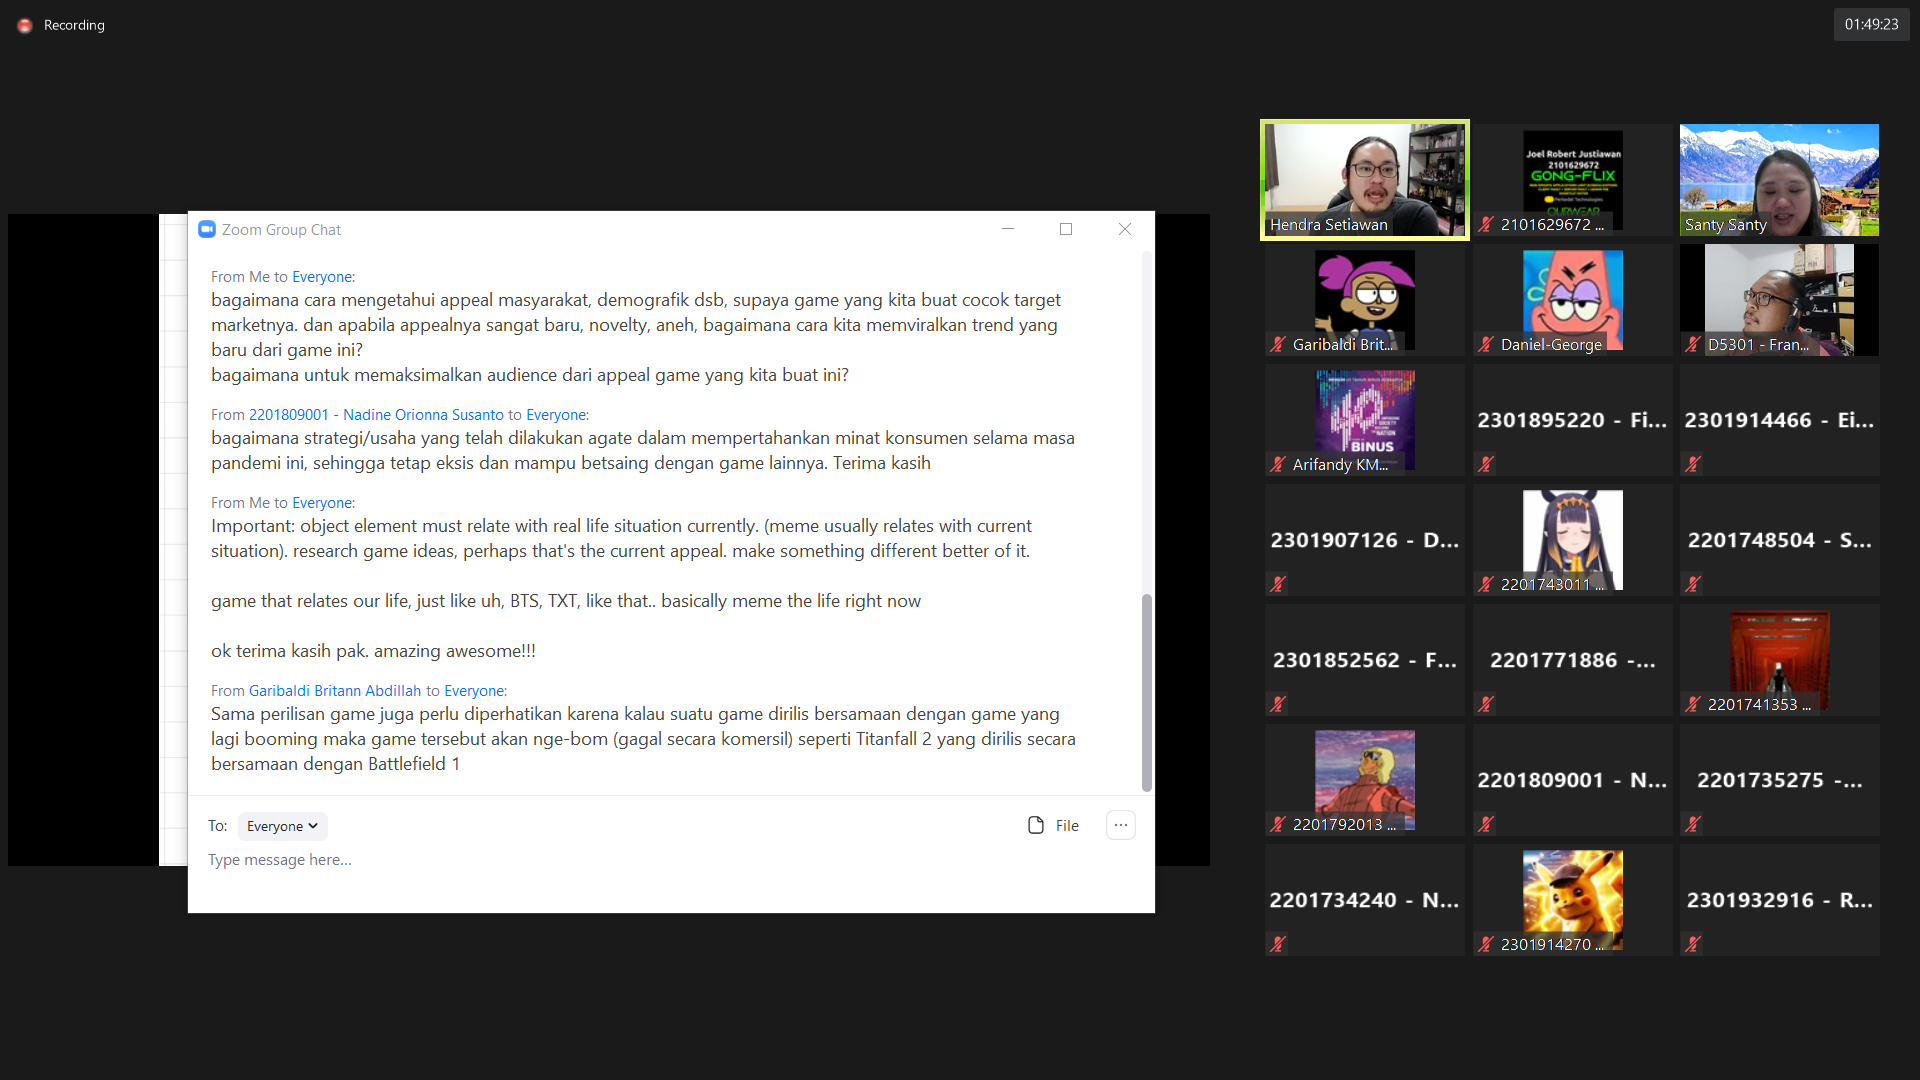 Recording
01:49:23
Zoom Group Chat
From Me to Everyone:
bagaimana cara mengetahui appeal masyarakat, demografik dsb, supaya game yang kita buat cocok target
marketnya. dan apabila appealnya sangat baru, novelty, aneh, bagaimana cara kita memviralkan trend yang
baru dari game ini?
bagaimana untuk memaksimalkan audience dari appeal game yang kita buat ini?
From 2201809001 - Nadine Orionna Susanto to Everyone:
bagaimana strategi/usaha yang telah dilakukan agate dalam mempertahankan minat konsumen selama masa
pandemi ini, sehingga tetap eksis dan mampu betsaing dengan game lainnya. Terima kasih
From Me to Everyone:
Important: object element must relate with real life situation currently. (meme usually relates with current
situation). research game ideas, perhaps that's the current appeal. make something different better of it.
game that relates our life, just like uh, BTS, TXT, like that.. basically meme the life right now
ok terima kasih pak. amazing awesome!!!
From Garibaldi Britann Abdillah to Everyone:
Sama perilisan game juga perlu diperhatikan karena kalau suatu game dirilis bersamaan dengan game yang
lagi booming maka game tersebut akan nge-bom (gagal secara komersil) seperti Titanfall 2 yang dirilis secara
bersamaan dengan Battlefield 1
To: Everyone
File
Type message here...
Hendra Setiawan
Joel Robert Justiawan
2101629672
GONG-FLIX
2101629672 ...
Santy Santy
Garibaldi Brit...
Daniel-George
D5301 - Fran...
BINUS
Arifandy KM...
2301895220 - Fi...
2301914466 - Ei...
2301907126 - D...
2201743011 ...
2201748504 - S...
2301852562 - F...
2201771886 -...
2201741353 ...
2201792013 ...
2201809001 - N...
2201735275 -...
2201734240 - N...
2301914270 ...
2301932916 - R...